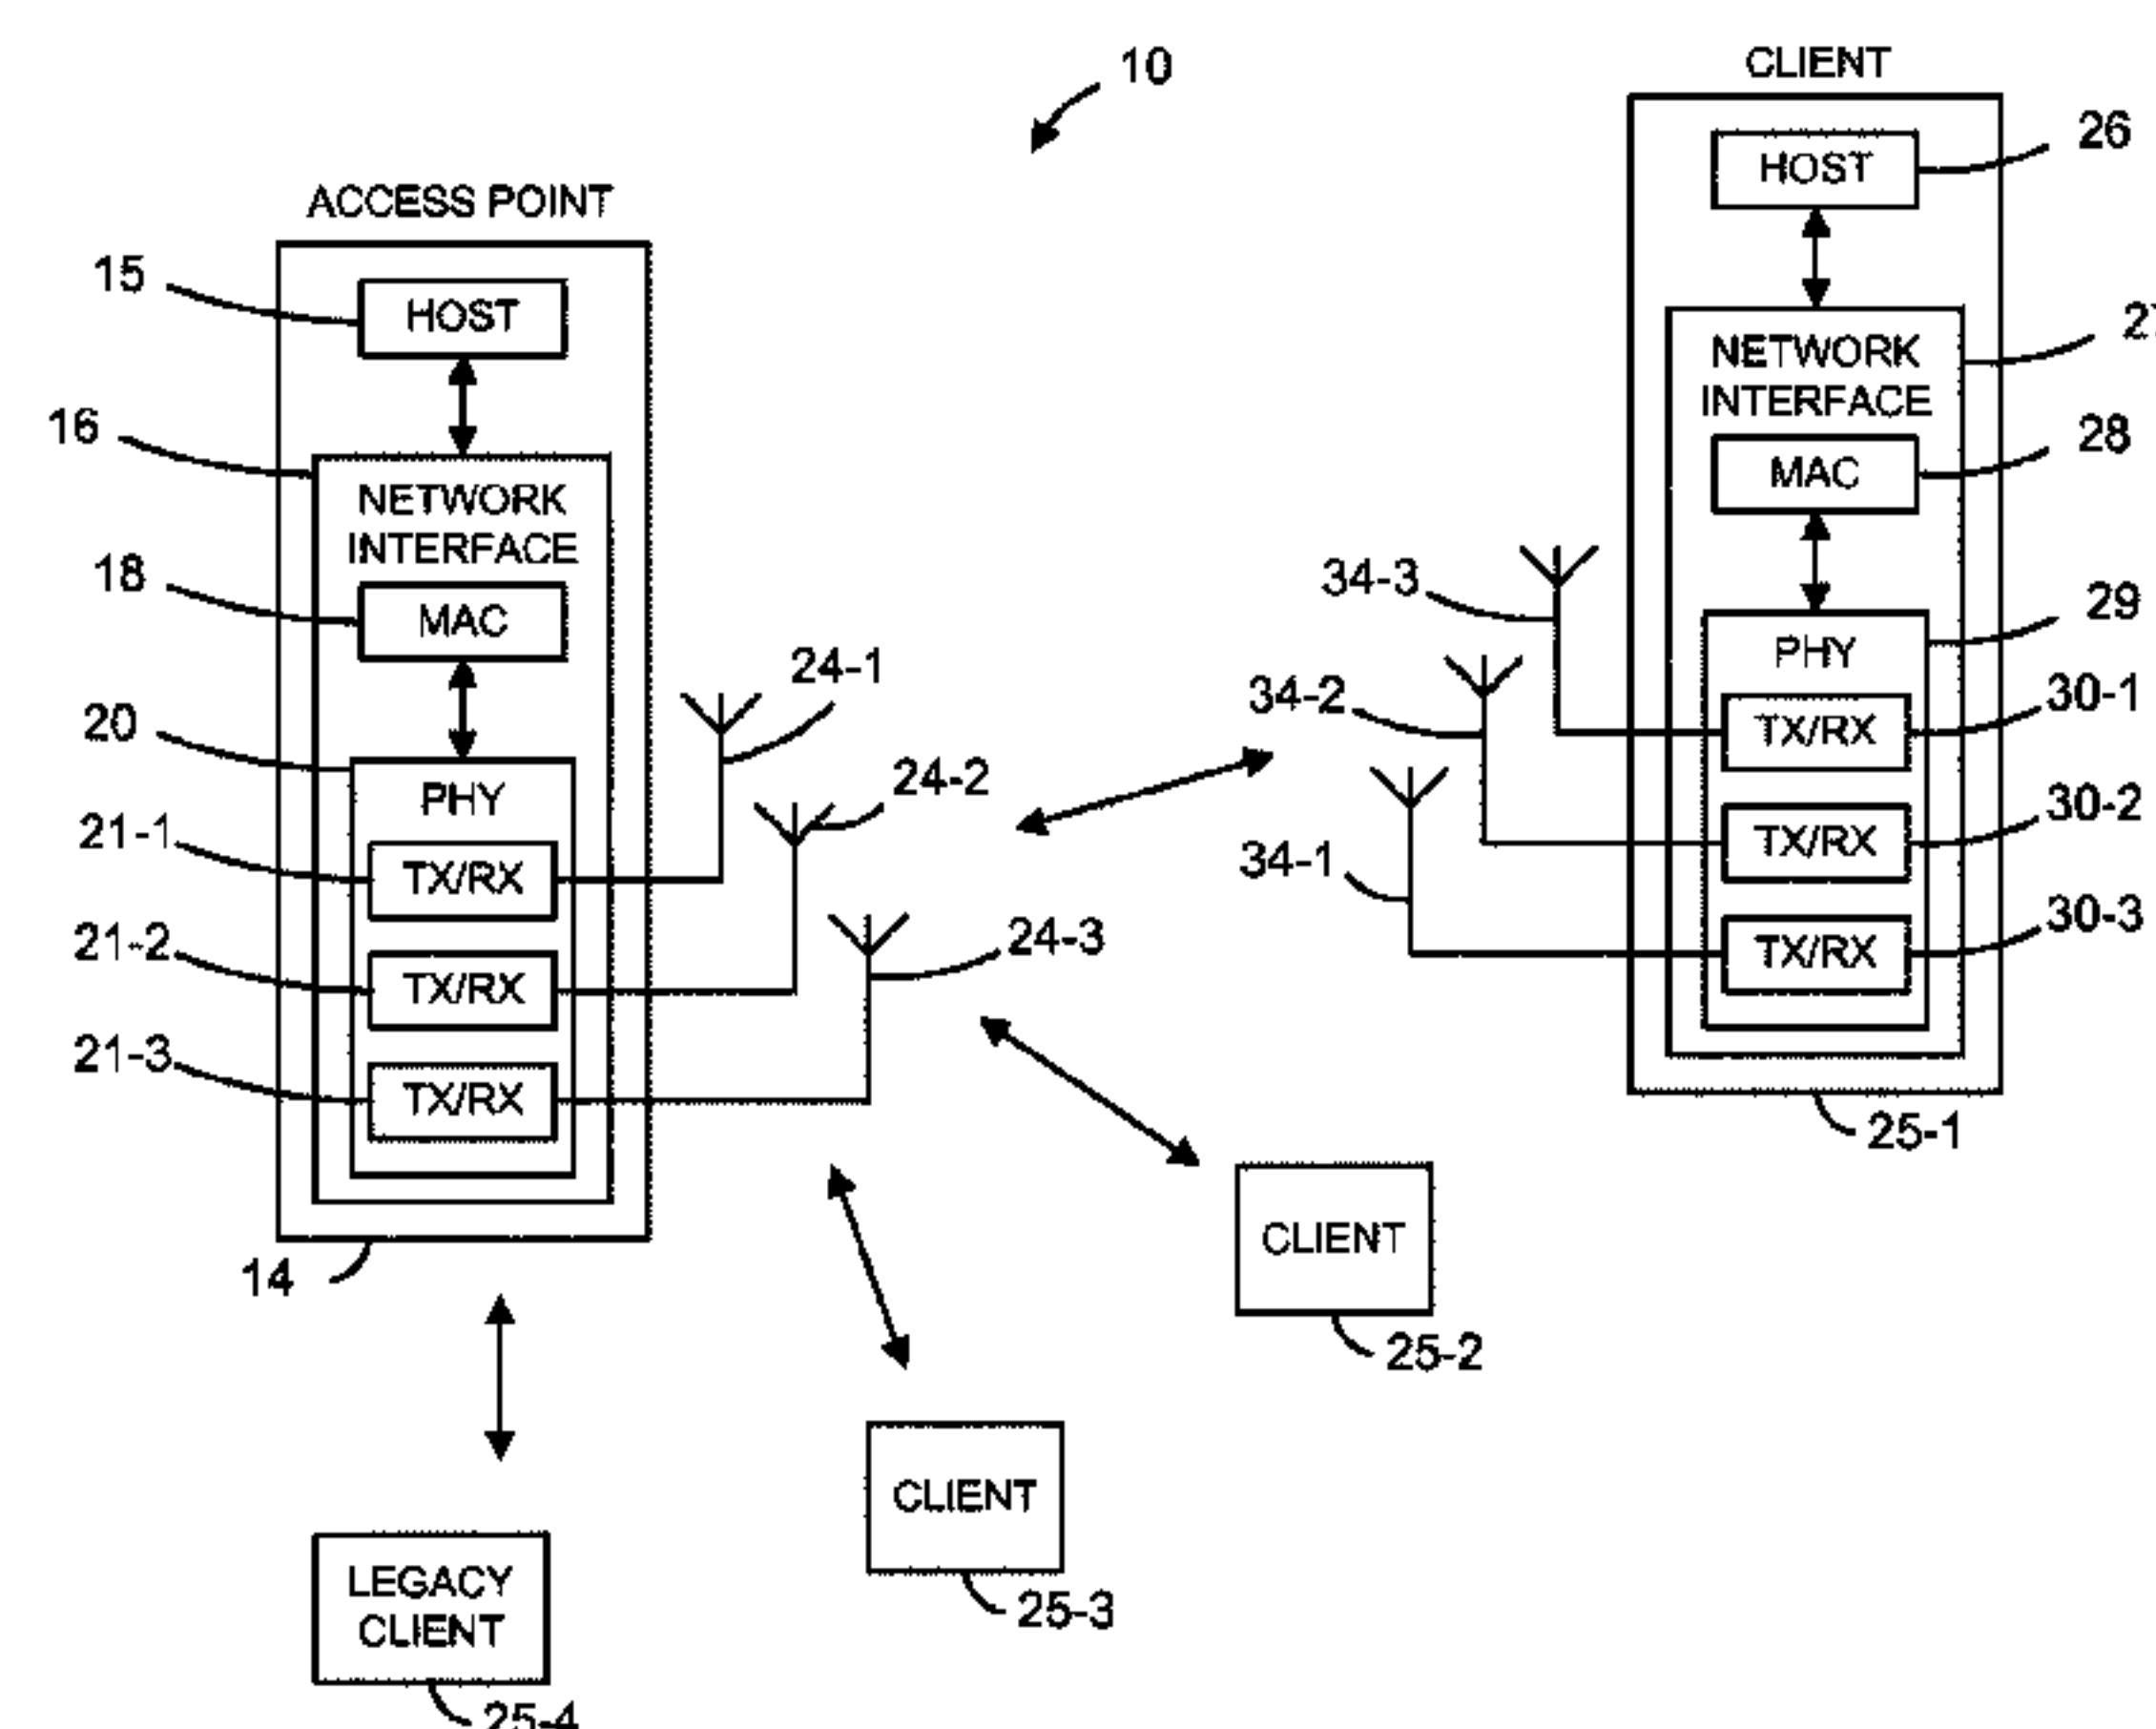 10
CLIENT
26
HOST
ACCESS POINT
15
HOST
NETWORK
INTERFACE
16
MAC
28
NETWORK
INTERFACE
18
MAC
34-3
29
PHY
24-1
34-2
30-1
TX/RX
20
PHY
24-2
30-2
TX/RX
21-1
TX/RX
34-1
30-3
TX/RX
21-2
TX/RX
24-3
21-3
TX/RX
25-1
14
CLIENT
25-2
CLIENT
25-3
LEGACY
CLIENT
25-4